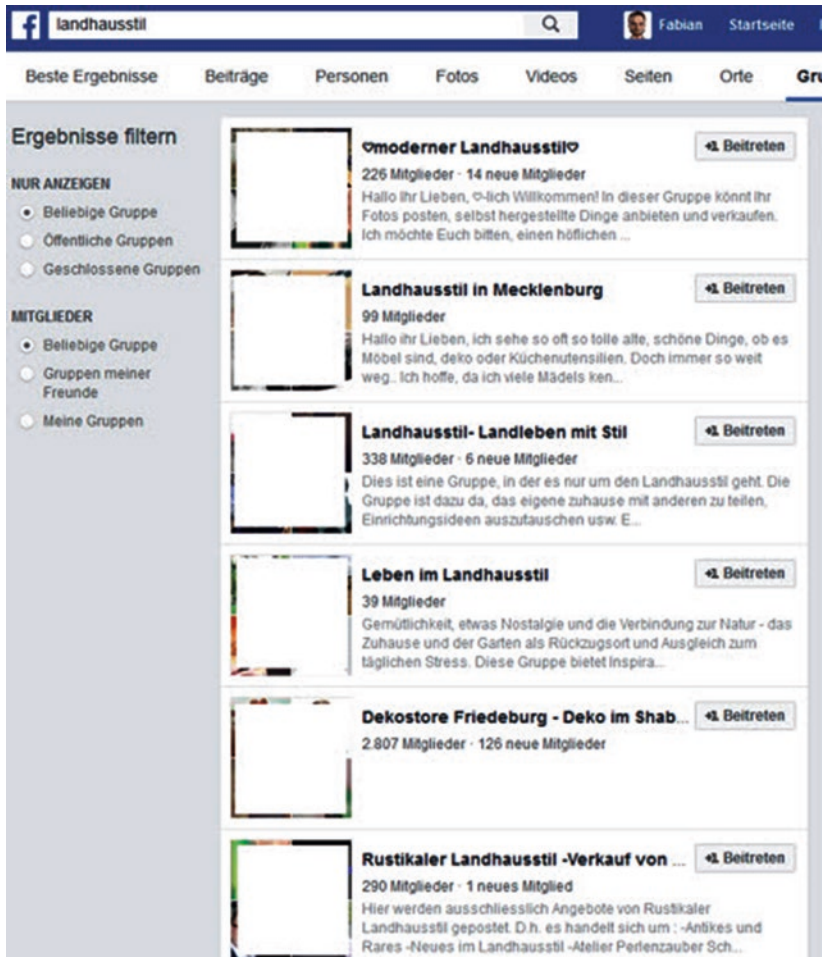 f landhausstil Fabian Startseite
Beste Ergebnisse Beiträge Personen Fotos Videos Seiten Orte Gru
Ergebnisse filtern
NUR ANZEIGEN
Beliebige Gruppe
Öffentliche Gruppen
Geschlossene Gruppen
MITGLIEDER
Beliebige Gruppe
Gruppen meiner
Freunde
Meine Gruppen
♡moderner Landhausstil♡
+1 Beitreten
226 Mitglieder · 14 neue Mitglieder
Hallo Ihr Lieben, ♡-lich Willkommen! In dieser Gruppe könnt Ihr
Fotos posten, selbst hergestellte Dinge anbieten und verkaufen.
Ich möchte Euch bitten, einen höflichen ...
Landhausstil in Mecklenburg
+1 Beitreten
99 Mitglieder
Hallo ihr Lieben, ich sehe so oft so tolle alte, schöne Dinge, ob es
Möbel sind, deko oder Küchenutensilien. Doch immer so weit
weg.. Ich hoffe, da ich viele Mädels ken...
Landhausstil- Landleben mit Stil
+1 Beitreten
338 Mitglieder · 6 neue Mitglieder
Dies ist eine Gruppe, in der es nur um den Landhausstil geht. Die
Gruppe ist dazu da, das eigene zuhause mit anderen zu teilen,
Einrichtungsideen auszutauschen usw. E...
Leben im Landhausstil
+1 Beitreten
39 Mitglieder
Gemütlichkeit, etwas Nostalgie und die Verbindung zur Natur - das
Zuhause und der Garten als Rückzugsort und Ausgleich zum
täglichen Stress. Diese Gruppe bietet Inspira...
Dekostore Friedeburg - Deko im Shab...
+1 Beitreten
2.807 Mitglieder · 126 neue Mitglieder
Rustikaler Landhausstil -Verkauf von ...
+1 Beitreten
290 Mitglieder · 1 neues Mitglied
Hier werden ausschliesslich Angebote von Rustikaler
Landhausstil gepostet. D.h. es handelt sich um : -Antikes und
Rares -Neues im Landhausstil -Atelier Perlenzauber Sch...